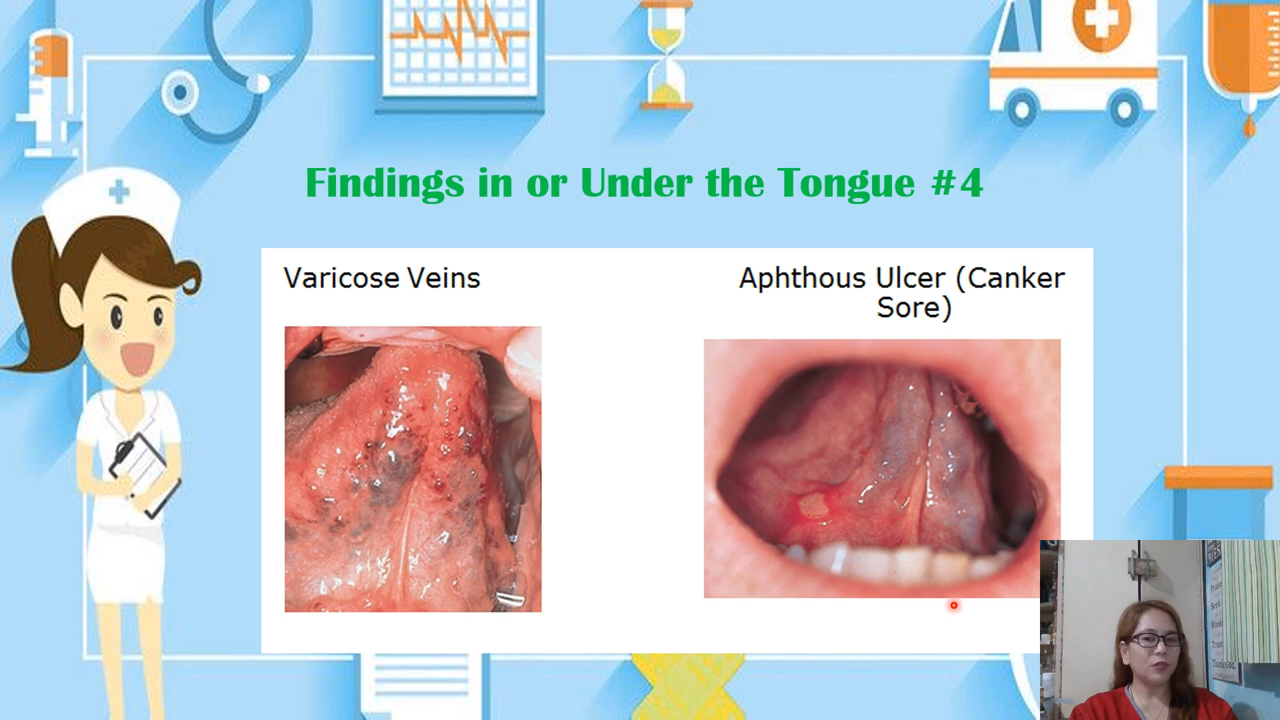 Findings in or Under the Tongue #4
Varicose Veins
Aphthous Ulcer (Canker
Sore)